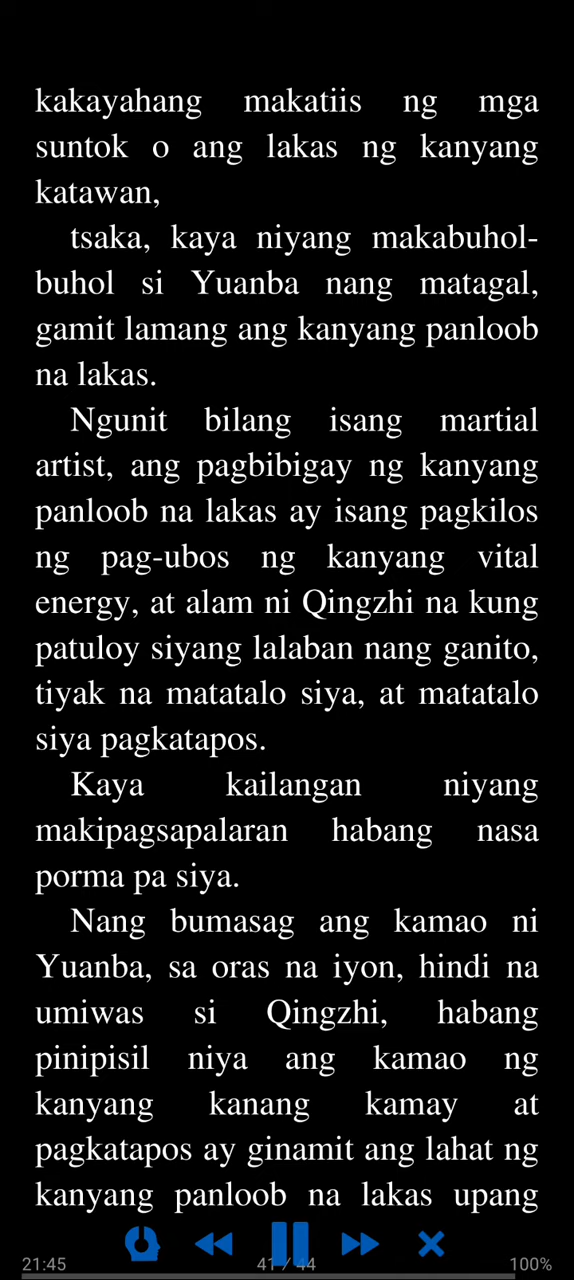 kakayahang makatiis ng mga
suntok o ang lakas ng kanyang
katawan,
tsaka, kaya niyang makabuhol-
buhol si Yuanba nang matagal,
gamit lamang ang kanyang panloob
na lakas.
Ngunit bilang isang martial
artist, ang pagbibigay ng kanyang
panloob na lakas ay isang pagkilos
ng pag-ubos ng kanyang vital
energy, at alam ni Qingzhi na kung
patuloy siyang lalaban nang ganito,
tiyak na matatalo siya, at matatalo
siya pagkatapos.
Kaya kailangan niyang
makipagsapalaran habang nasa
porma pa siya.
Nang bumasag ang kamao ni
Yuanba, sa oras na iyon, hindi na
umiwas si Qingzhi, habang
pinipisil niya ang kamao ng
kanyang kanang kamay at
pagkatapos ay ginamit ang lahat ng
kanyang panloob na lakas upang
21:45 41 / 44 100%